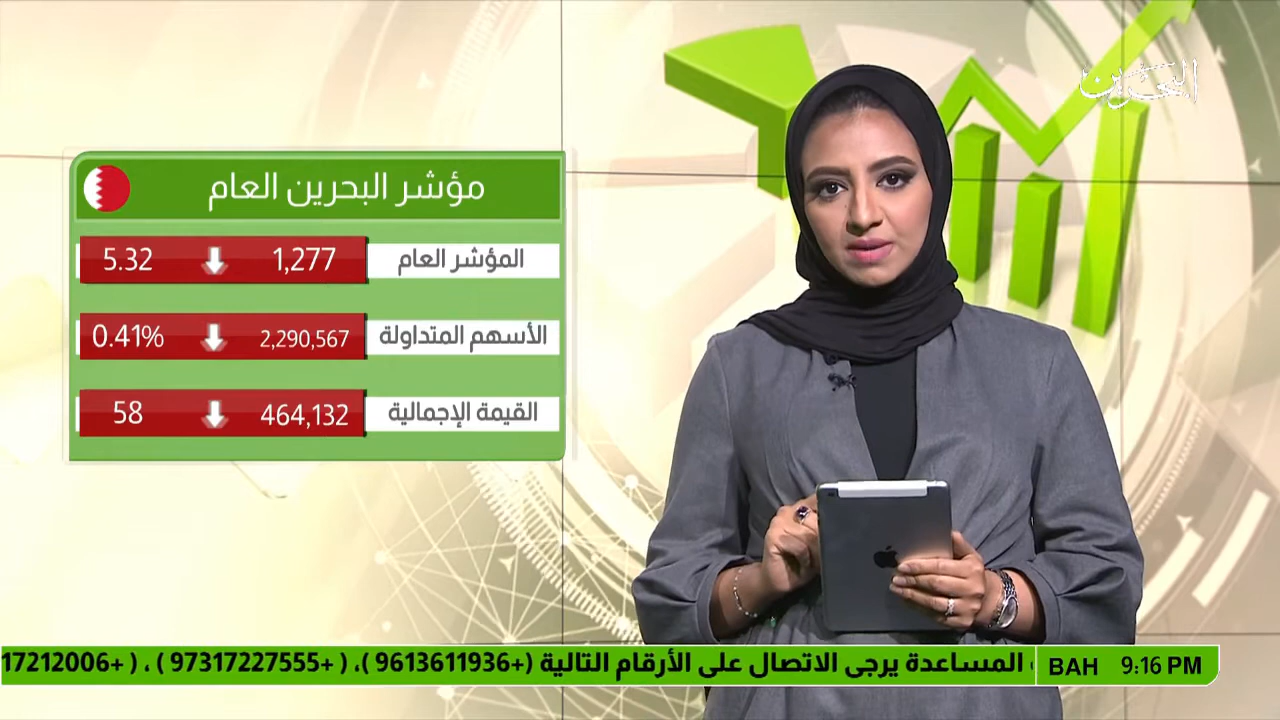 البحرين
مؤشر البحرين العام
المؤشر العام 1,277 5.32
الأسهم المتداولة 2,290,567 0.41%
القيمة الإجمالية 464,132 58
BAH 9:16 PM
المساعدة يرجى الاتصال على الأرقام التالية (+9613611936 )، (+97317227555 ) ، (+17212006